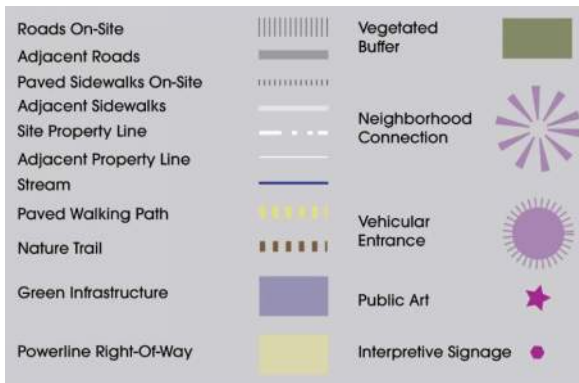 Roads On-Site
Adjacent Roads
Paved Sidewalks On-Site
Adjacent Sidewalks
Site Property Line
Adjacent Property Line
Stream
Paved Walking Path
Nature Trail
Green Infrastructure
Powerline Right-Of-Way
Vegetated
Buffer
Neighborhood
Connection
Vehicular
Entrance
Public Art
Interpretive Signage